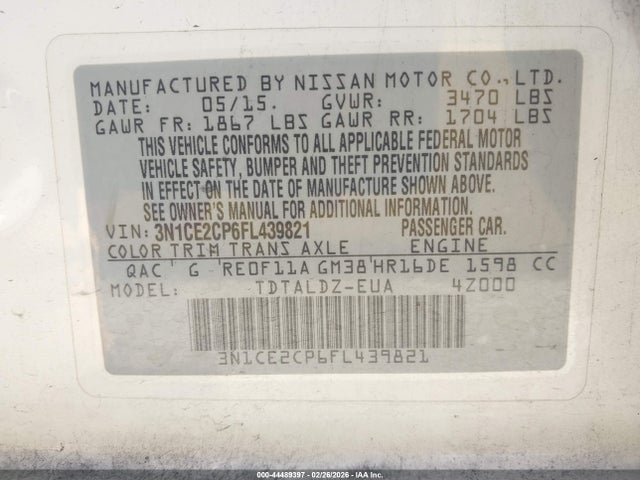 MANUFACTURED BY NISSAN MOTOR CO., LTD.
DATE: 05/15. GVWR: 3470 LBS
GAWR FR: 1867 LBS GAWR RR: 1704 LBS
THIS VEHICLE CONFORMS TO ALL APPLICABLE FEDERAL MOTOR
VEHICLE SAFETY, BUMPER AND THEFT PREVENTION STANDARDS
IN EFFECT ON THE DATE OF MANUFACTURE SHOWN ABOVE.
SEE OWNER'S MANUAL FOR ADDITIONAL INFORMATION.
VIN: 3N1CE2CP6FL439821 PASSENGER CAR.
COLOR TRIM TRANS AXLE ENGINE
QAC G RE0F11A GM38 HR16DE 1598 CC
MODEL: TDTALDZ-EUA 4Z000
3N1CE2CP6FL439821
000-44489397 - 02/26/2026 - IAA Inc.